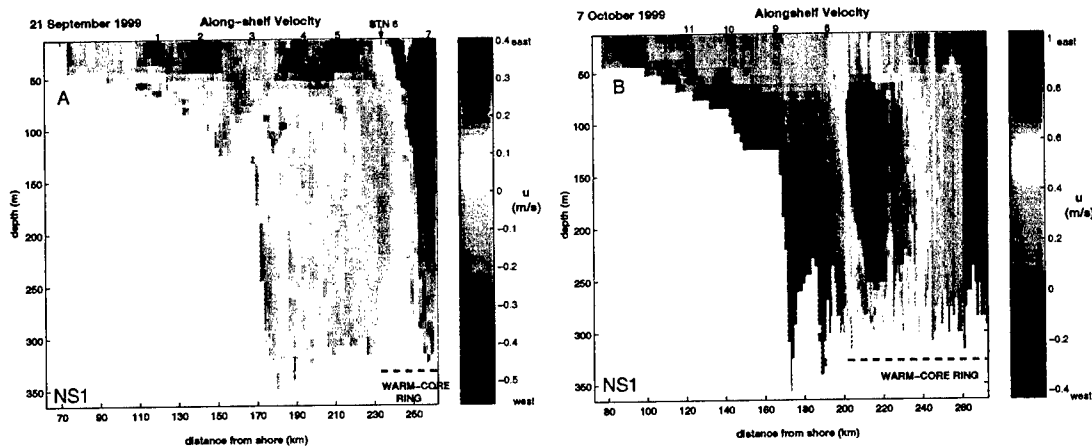 21 September 1999
Along-shelf Velocity
STN 6
1 2 3 4 5 7
0.4 east
0.3
0.2
0.1
0
-0.1
-0.2
-0.3
-0.4
-0.5
west
u
(m/s)
A
50
100
150
200
250
300
350
depth (m)
NS1
WARM-CORE
RING
70 90 110 130 150 170 190 210 230 250
distance from shore (km)
7 October 1999
Alongshelf Velocity
11 10 9 8
1 east
0.8
0.6
0.4
0.2
0
-0.2
-0.4
west
u
(m/s)
B
50
100
150
200
250
300
350
depth (m)
NS1
WARM-CORE RING
80 100 120 140 160 180 200 220 240 260
distance from shore (km)